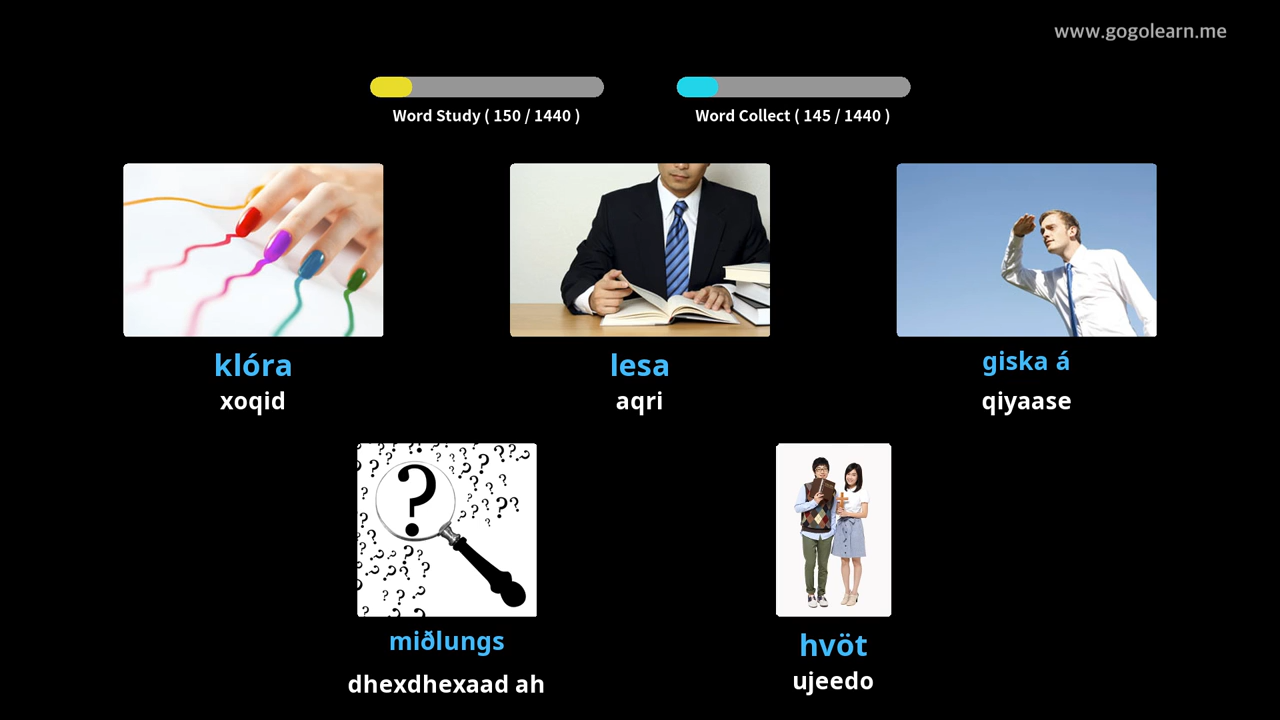 www.gogolearn.me
Word Study ( 150 / 1440 )
Word Collect ( 145 / 1440 )
klóra
xoqid
lesa
aqri
giska á
qiyaase
miðlungs
dhexdhexaad ah
hvöt
ujeedo